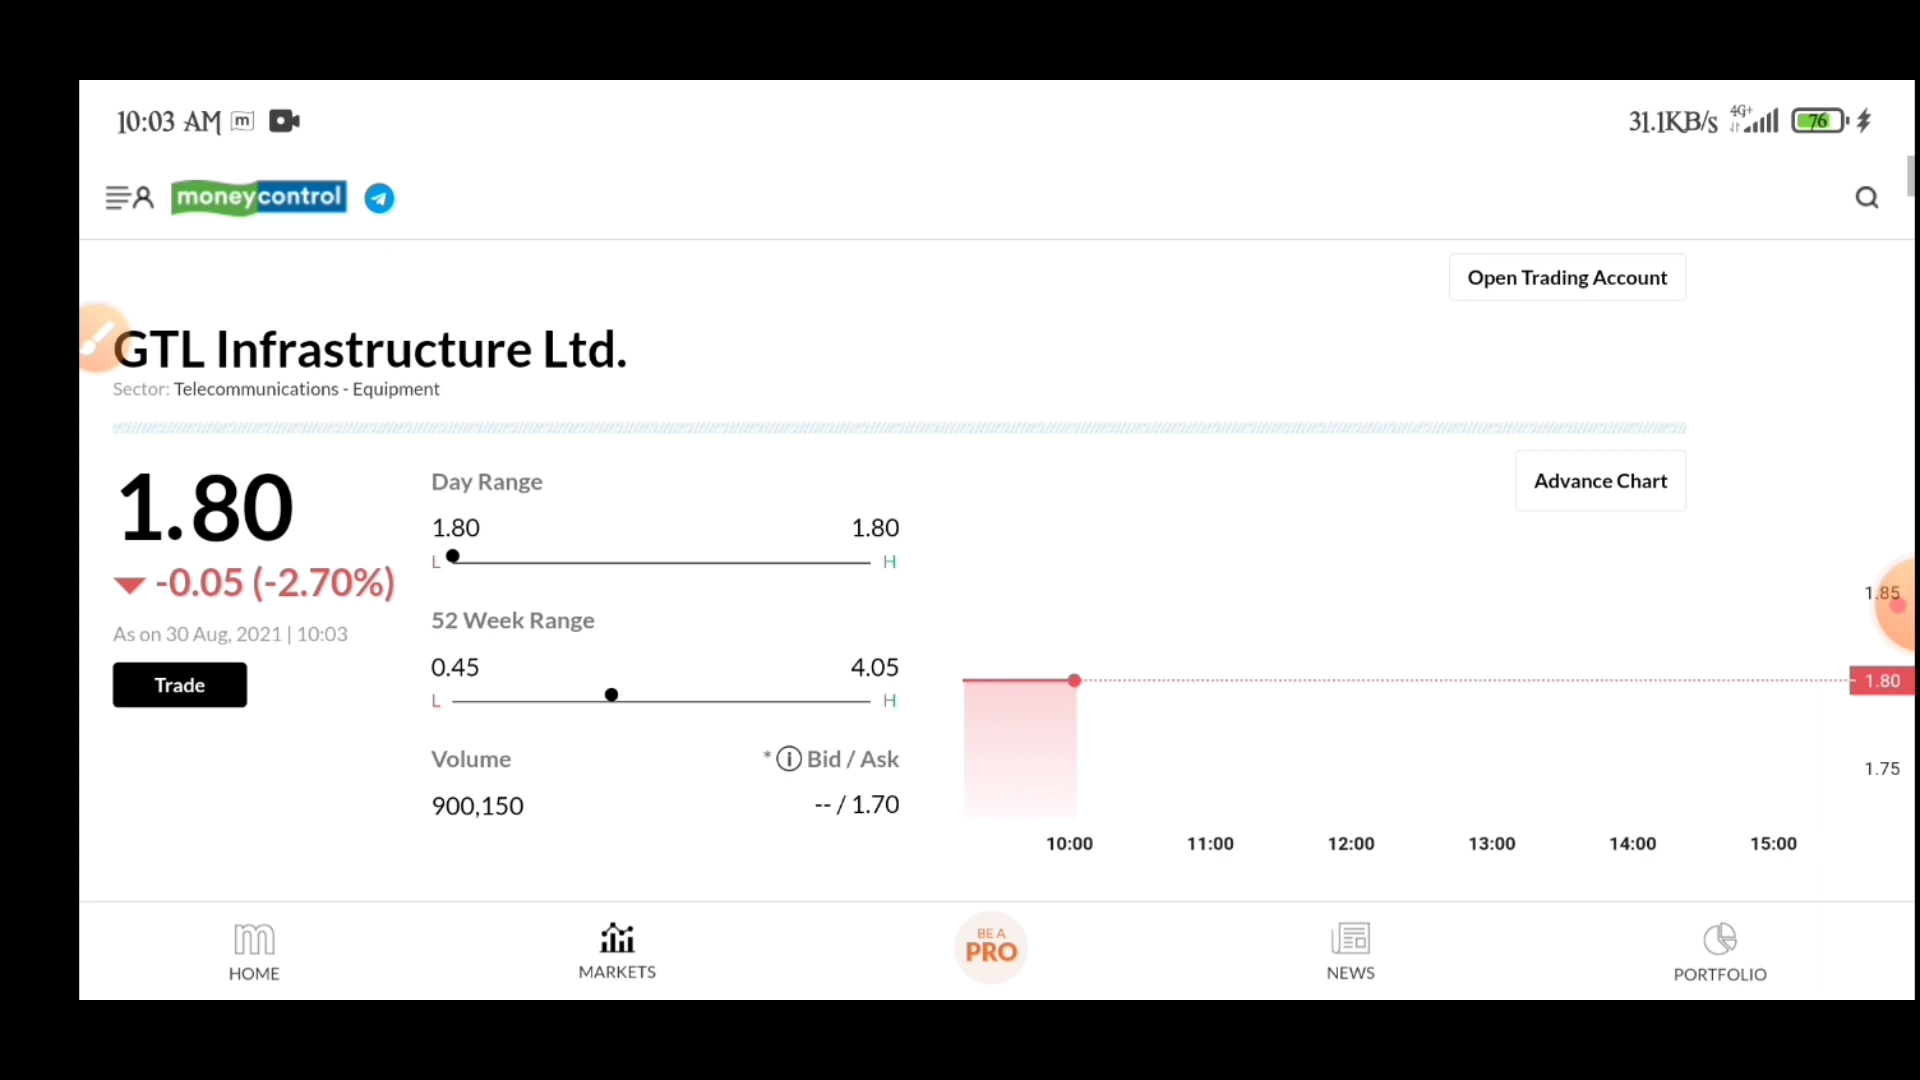 10:03 AM m
31.1KB/s 4G+ 76
moneycontrol
Open Trading Account
GTL Infrastructure Ltd.
Sector: Telecommunications - Equipment
1.80
-0.05 (-2.70%)
As on 30 Aug, 2021 | 10:03
Trade
Day Range
1.80 1.80
L H
52 Week Range
0.45 4.05
L H
Volume * i Bid / Ask
900,150 -- / 1.70
Advance Chart
1.85
1.80
1.75
10:00 11:00 12:00 13:00 14:00 15:00
m
HOME
MARKETS
BE A
PRO
NEWS
PORTFOLIO